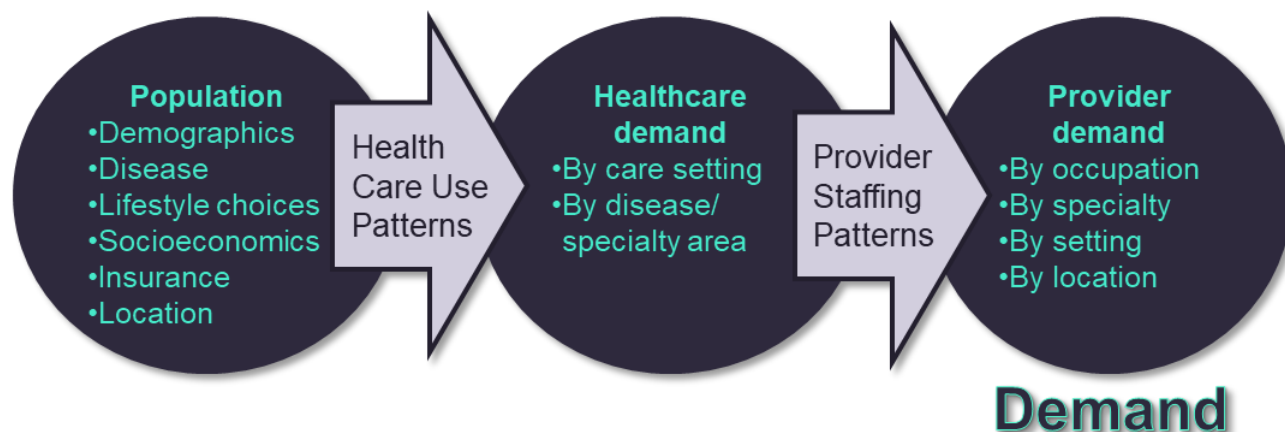 Population
•Demographics
•Disease
•Lifestyle choices
•Socioeconomics
•Insurance
•Location
Health
Care Use
Patterns
Healthcare
demand
•By care setting
•By disease/
specialty area
Provider
Staffing
Patterns
Provider
demand
•By occupation
•By specialty
•By setting
•By location
Demand